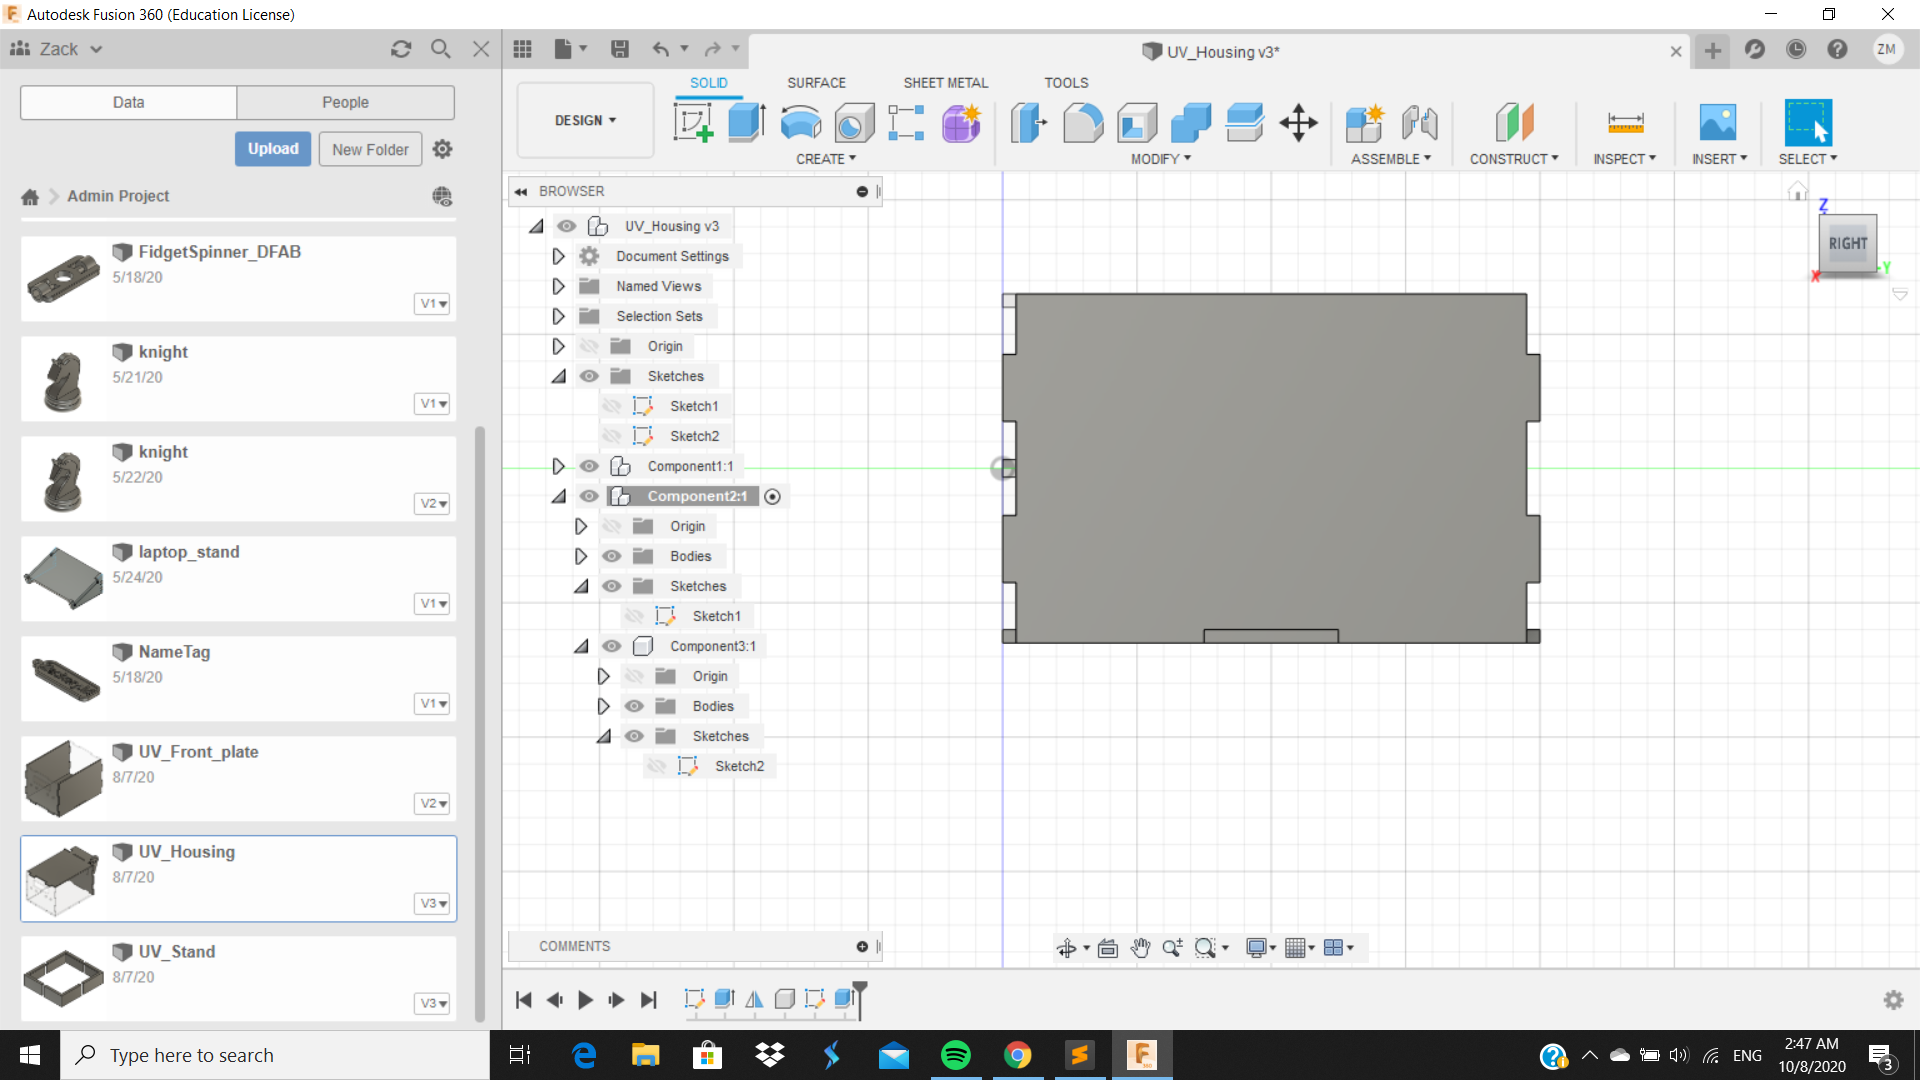 Autodesk Fusion 360 (Education License)
Zack
UV_Housing v3*
ZM
Data
People
Upload
New Folder
Admin Project
FidgetSpinner_DFAB
5/18/20
V1
knight
5/21/20
V1
knight
5/22/20
V2
laptop_stand
5/24/20
V1
NameTag
5/18/20
V1
UV_Front_plate
8/7/20
V2
UV_Housing
8/7/20
V3
UV_Stand
8/7/20
V3
SOLID
SURFACE
SHEET METAL
TOOLS
DESIGN
CREATE
MODIFY
ASSEMBLE
CONSTRUCT
INSPECT
INSERT
SELECT
BROWSER
UV_Housing v3
Document Settings
Named Views
Selection Sets
Origin
Sketches
Sketch1
Sketch2
Component1:1
Component2:1
Origin
Bodies
Sketches
Sketch1
Component3:1
Origin
Bodies
Sketches
Sketch2
Z
RIGHT
X
Y
COMMENTS
Type here to search
ENG
2:47 AM
10/8/2020
3